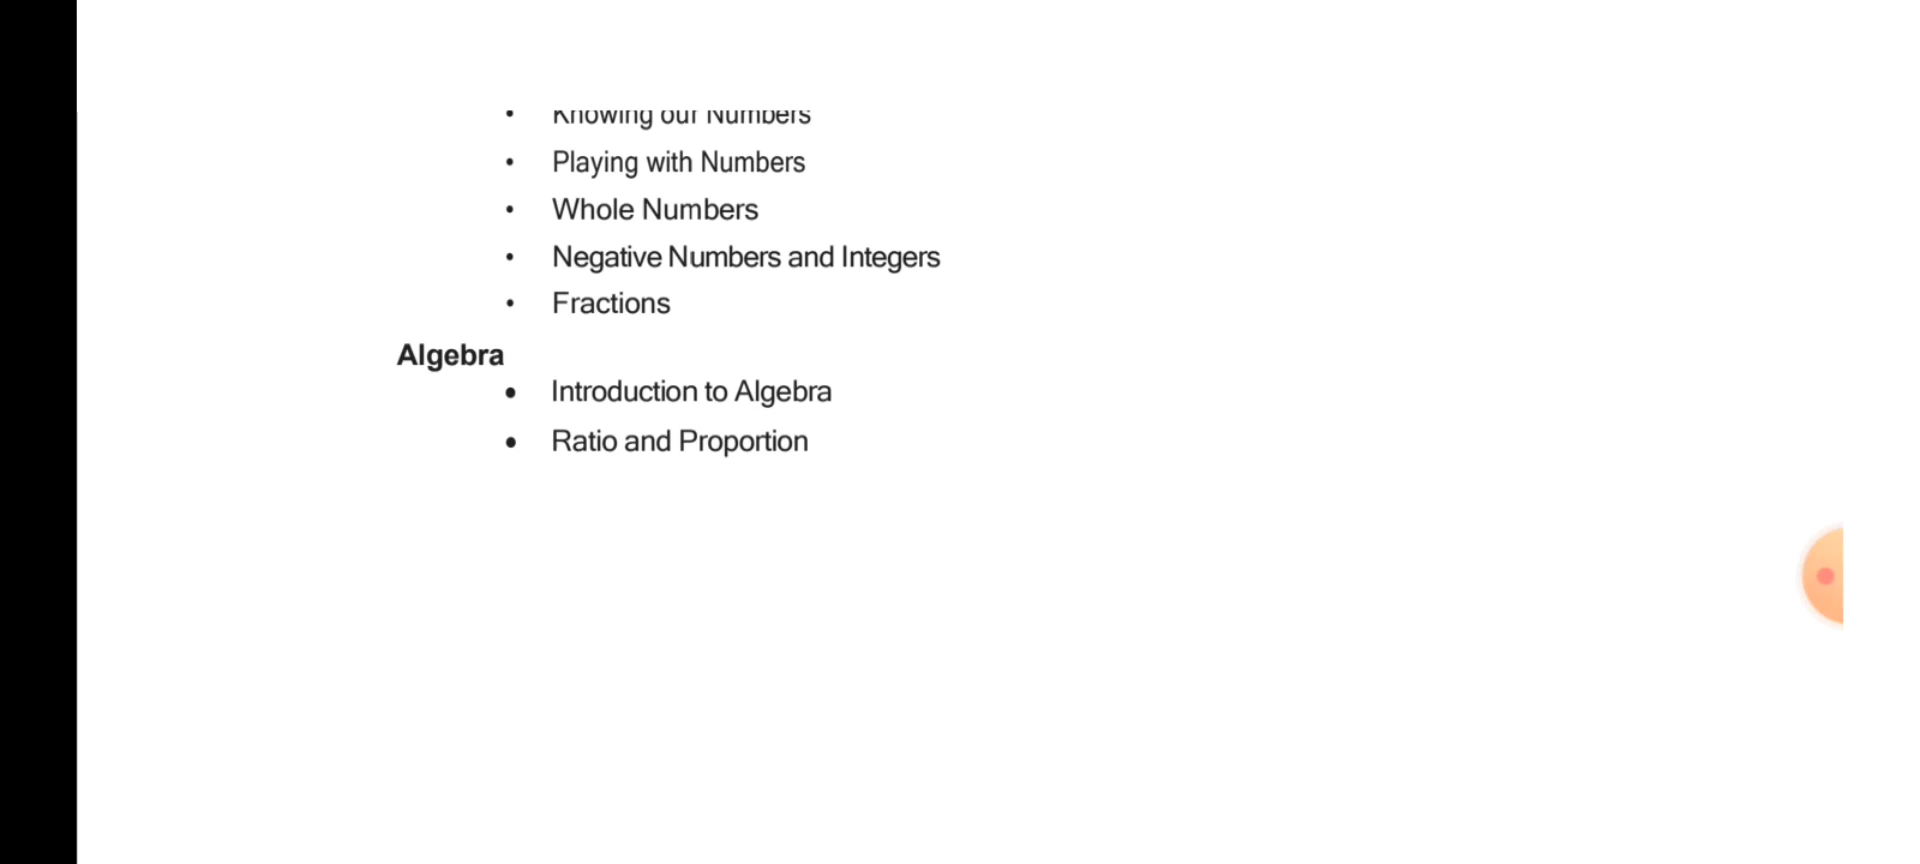 • Knowing our Numbers
• Playing with Numbers
• Whole Numbers
• Negative Numbers and Integers
• Fractions
Algebra
• Introduction to Algebra
• Ratio and Proportion